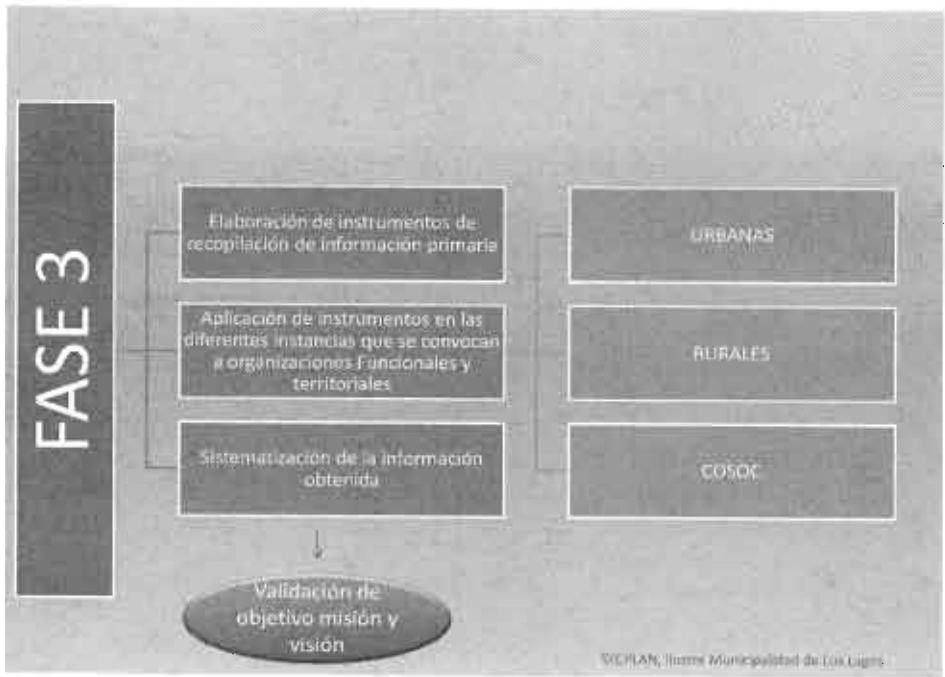 FASE 3
Elaboración de instrumentos de
recopilación de información primaria
Aplicación de instrumentos en las
diferentes instancias que se convocan
a organizaciones Funcionales y
territoriales
Sistematización de la información
obtenida
Validación de
objetivo misión y
visión
URBANAS
RURALES
COSOC
SECPLAN, Ilustre Municipalidad de Los Lagos